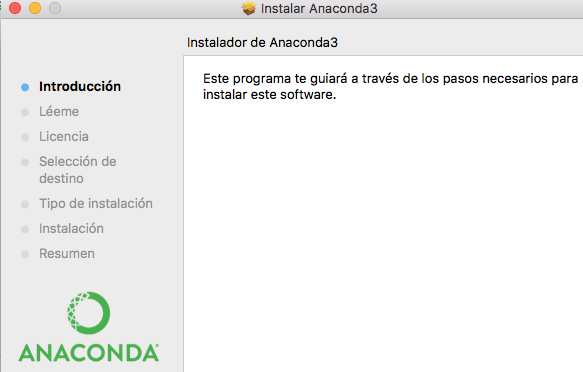 Instalar Anaconda3
Instalador de Anaconda3
Introducción
Léeme
Licencia
Selección de
destino
Tipo de instalación
Instalación
Resumen
Este programa te guiará a través de los pasos necesarios para
instalar este software.
ANACONDA